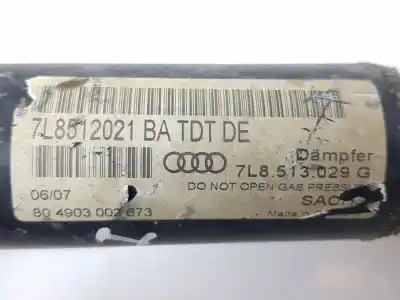 7L8512021 BA TDT DE
Dämpfer
7L8.513.029 G
06/07
DO NOT OPEN GAS
80 4903 002 673
Made in